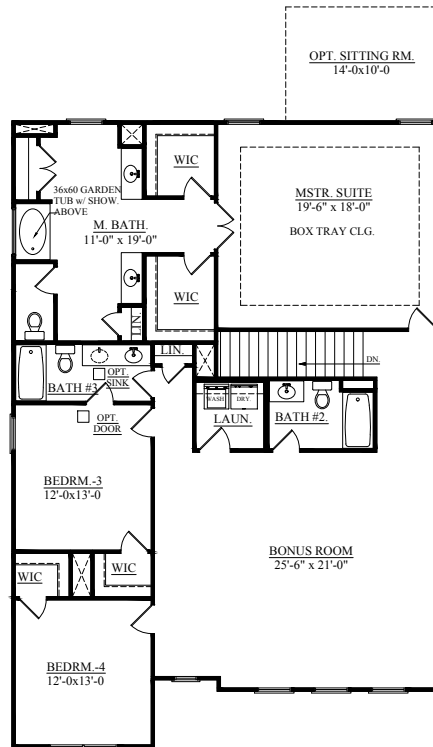 OPT. SITTING RM.
14'-0x10'-0
WIC
36x60 GARDEN
TUB w/ SHOW.
ABOVE
MSTR. SUITE
19'-6" x 18'-0"
BOX TRAY CLG.
M. BATH.
11'-0" x 19'-0"
WIC
LIN.
LIN.
DN.
OPT.
SINK
BATH #3
WASH
DRY.
LAUN.
BATH #2.
OPT.
DOOR
BEDRM.-3
12'-0x13'-0
BONUS ROOM
25'-6" x 21'-0"
WIC
WIC
BEDRM.-4
12'-0x13'-0